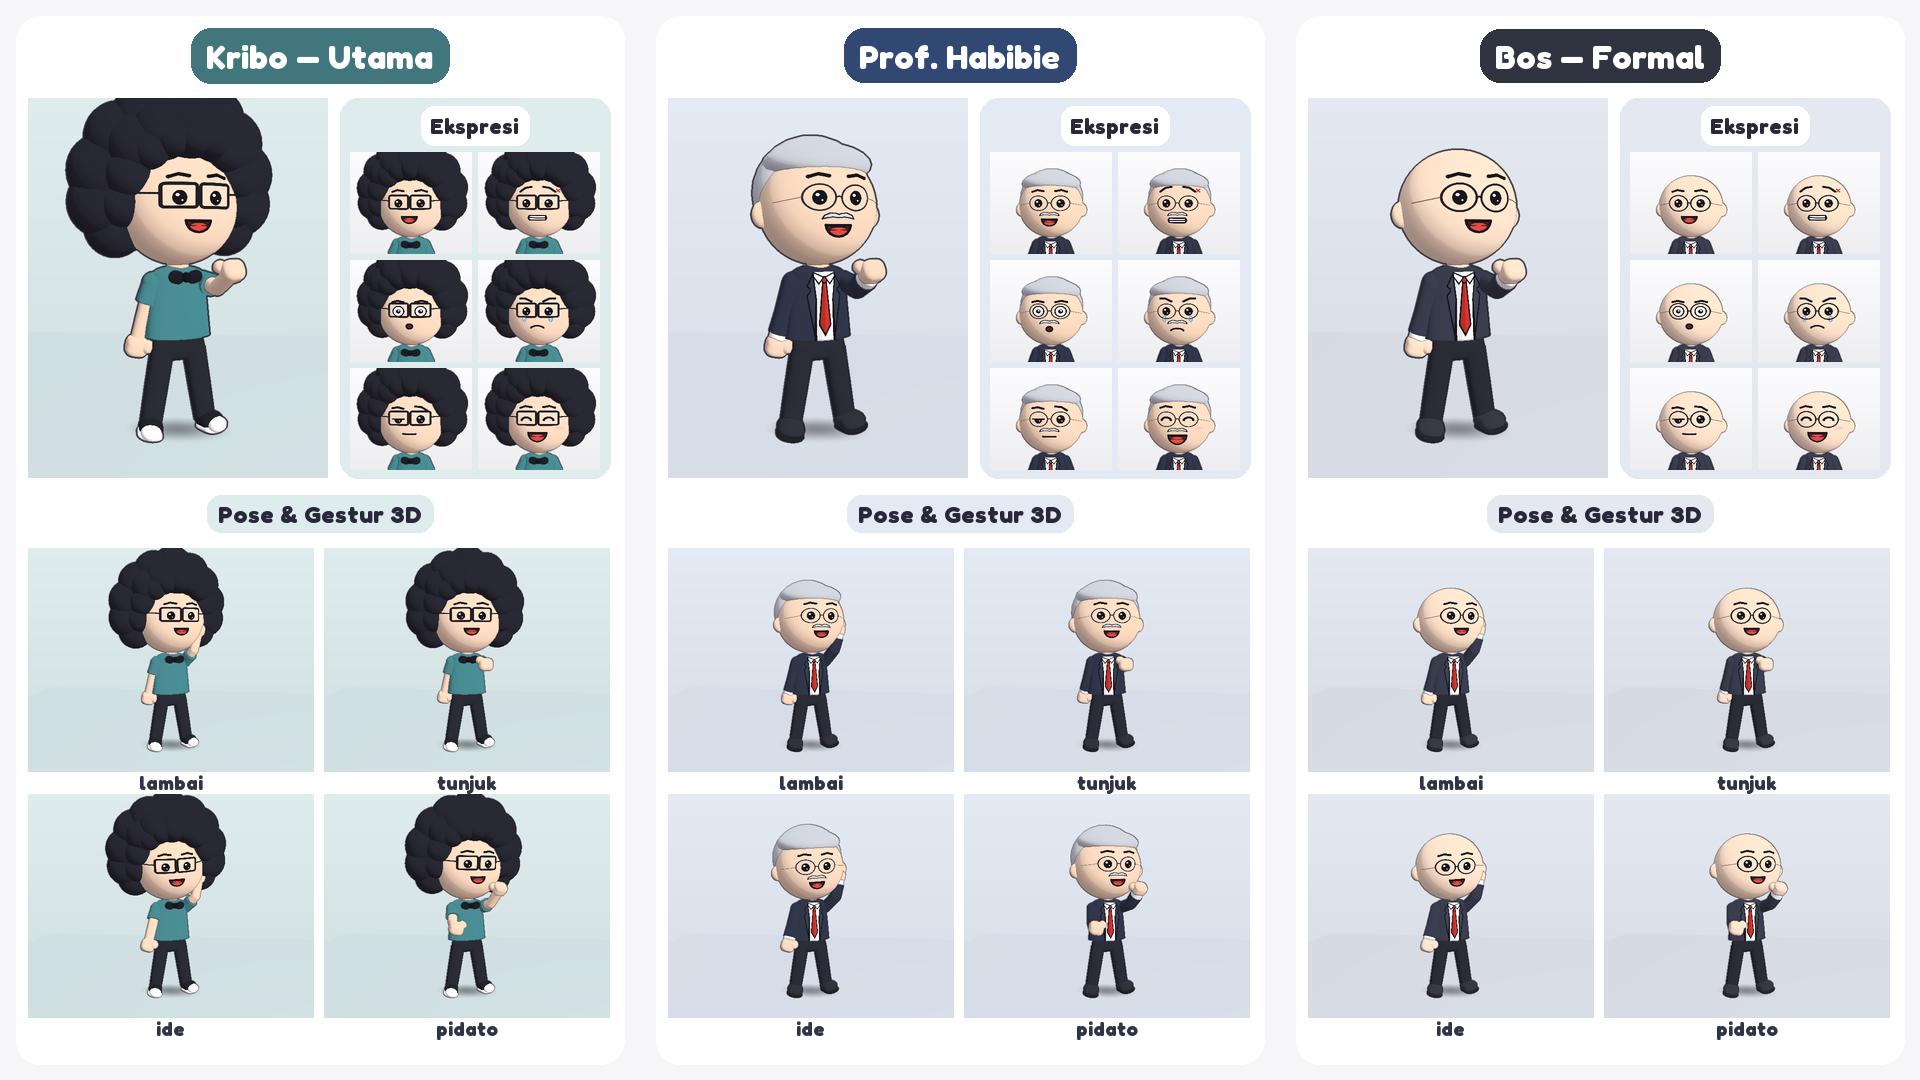 Kribo — Utama
Ekspresi
Pose & Gestur 3D
lambai
tunjuk
ide
pidato
Prof. Habibie
Ekspresi
Pose & Gestur 3D
lambai
tunjuk
ide
pidato
Bos — Formal
Ekspresi
Pose & Gestur 3D
lambai
tunjuk
ide
pidato